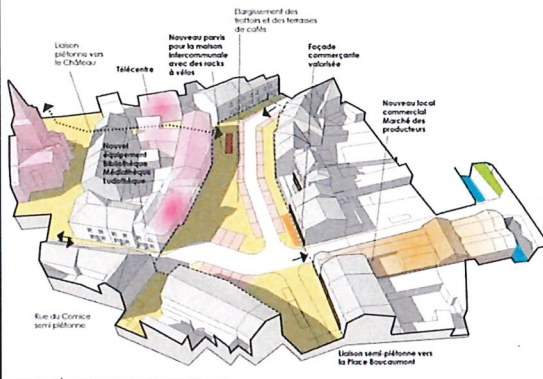 Elargissement des
trottoin et des terrasses
de cafés
Nouveau parvis
pour la maison
intercommunale
avec des racks
à vélos
Façade
commerçante
valorisée
Liaison
piétonne vers
le Château
Télécentre
Nouveau local
commercial
Marché des
producteurs
Nouvel
équipement
Bibliothèque
Médiathèque
Ludothèque
Rue du Comice
semi-piétonne
Liaison semi-piétonne vers
la Place Boucaumont